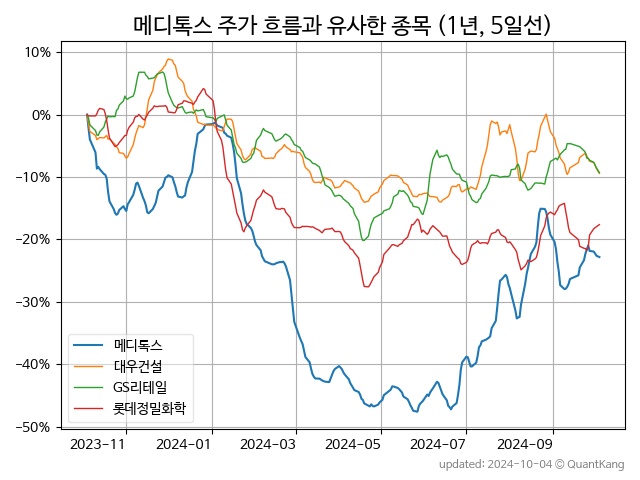 메디톡스 주가 흐름과 유사한 종목 (1년, 5일선)
10%
0%
−10%
−20%
−30%
−40%
−50%
메디톡스
대우건설
GS리테일
롯데정밀화학
2023-11
2024-01
2024-03
2024-05
2024-07
2024-09
updated: 2024-10-04 © QuantKang